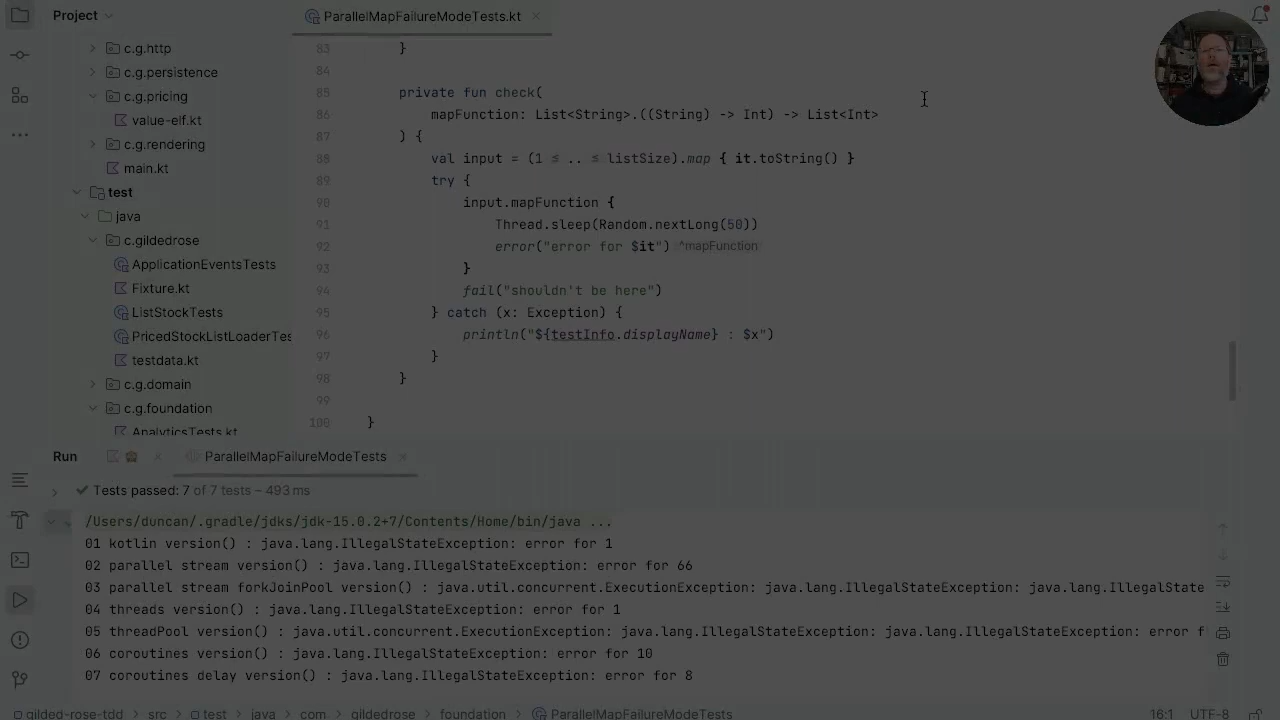 Project
ParallelMapFailureModeTests.kt
c.g.http
c.g.persistence
c.g.pricing
value-elf.kt
c.g.rendering
main.kt
test
java
c.gildedrose
ApplicationEventsTests
Fixture.kt
ListStockTests
PricedStockListLoaderTes
testdata.kt
c.g.domain
c.g.foundation
AnalyticsTests.kt
83 }
84
85 private fun check(
86 mapFunction: List<String>.((String) -> Int) -> List<Int>
87 ) {
88 val input = (1 ≤ .. ≤ listSize).map { it.toString() }
89 try {
90 input.mapFunction {
91 Thread.sleep(Random.nextLong(50))
92 error("error for $it") ^mapFunction
93 }
94 fail("shouldn't be here")
95 } catch (x: Exception) {
96 println("${testInfo.displayName} : $x")
97 }
98 }
99
100 }
Run
ParallelMapFailureModeTests
Tests passed: 7 of 7 tests – 493 ms
/Users/duncan/.gradle/jdks/jdk-15.0.2+7/Contents/Home/bin/java ...
01 kotlin version() : java.lang.IllegalStateException: error for 1
02 parallel stream version() : java.lang.IllegalStateException: error for 66
03 parallel stream forkJoinPool version() : java.util.concurrent.ExecutionException: java.lang.IllegalStateException: java.lang.IllegalState
04 threads version() : java.lang.IllegalStateException: error for 1
05 threadPool version() : java.util.concurrent.ExecutionException: java.lang.IllegalStateException: java.lang.IllegalStateException: error f
06 coroutines version() : java.lang.IllegalStateException: error for 10
07 coroutines delay version() : java.lang.IllegalStateException: error for 8
gilded-rose-tdd > src > test > java > com > gildedrose > foundation > ParallelMapFailureModeTests
16:1 UTF-8